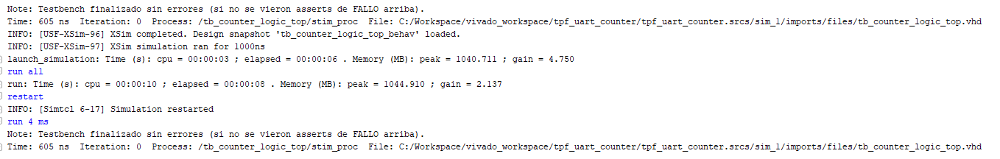 Note: Testbench finalizado sin errores (si no se vieron asserts de FALLO arriba).
Time: 605 ns  Iteration: 0  Process: /tb_counter_logic_top/stim_proc  File: C:/Workspace/vivado_workspace/tpf_uart_counter/tpf_uart_counter.srcs/sim_1/imports/files/tb_counter_logic_top.vhd
INFO: [USF-XSim-96] XSim completed. Design snapshot 'tb_counter_logic_top_behav' loaded.
INFO: [USF-XSim-97] XSim simulation ran for 1000ns
launch_simulation: Time (s): cpu = 00:00:03 ; elapsed = 00:00:06 . Memory (MB): peak = 1040.711 ; gain = 4.750
run all
run: Time (s): cpu = 00:00:10 ; elapsed = 00:00:08 . Memory (MB): peak = 1044.910 ; gain = 2.137
restart
INFO: [Simtcl 6-17] Simulation restarted
run 4 ms
Note: Testbench finalizado sin errores (si no se vieron asserts de FALLO arriba).
Time: 605 ns  Iteration: 0  Process: /tb_counter_logic_top/stim_proc  File: C:/Workspace/vivado_workspace/tpf_uart_counter/tpf_uart_counter.srcs/sim_1/imports/files/tb_counter_logic_top.vhd